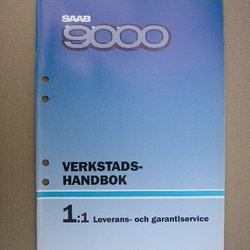 SAAB
9000
VERKSTADS-
HANDBOK
1:1 Leverans- och garantiservice